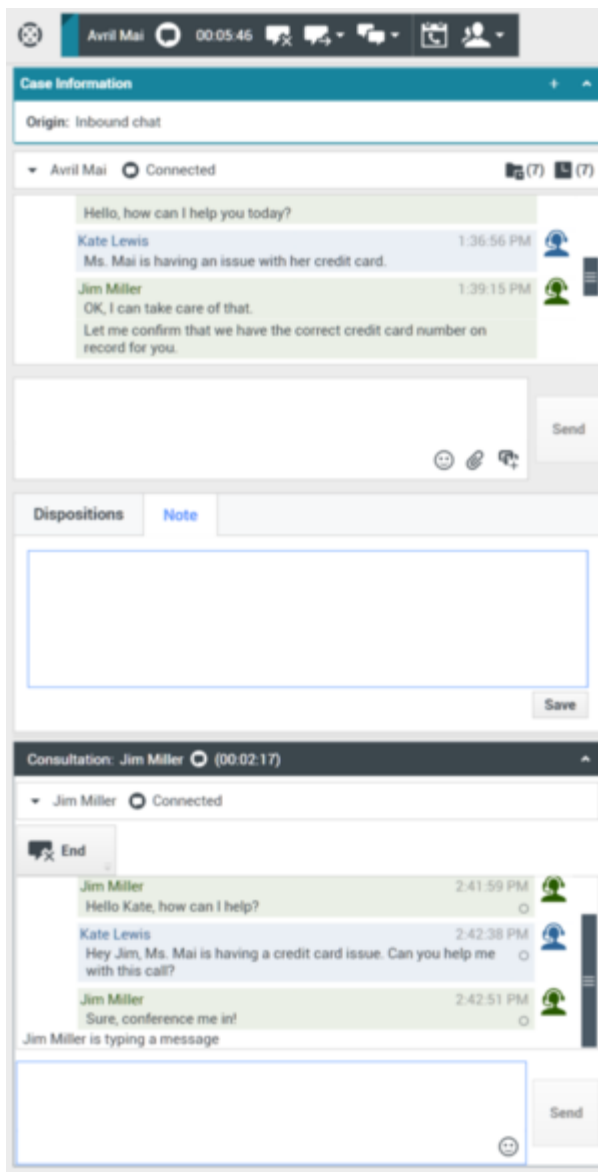 Avril Mai 00:05:46
Case Information
Origin: Inbound chat
Avril Mai Connected (7) (7)
Hello, how can I help you today?
Kate Lewis 1:36:56 PM
Ms. Mai is having an issue with her credit card.
Jim Miller 1:39:15 PM
OK, I can take care of that.
Let me confirm that we have the correct credit card number on
record for you.
Send
Dispositions Note
Save
Consultation: Jim Miller (00:02:17)
Jim Miller Connected
End
Jim Miller 2:41:59 PM
Hello Kate, how can I help?
Kate Lewis 2:42:38 PM
Hey Jim, Ms. Mai is having a credit card issue. Can you help me
with this call?
Jim Miller 2:42:51 PM
Sure, conference me in!
Jim Miller is typing a message
Send